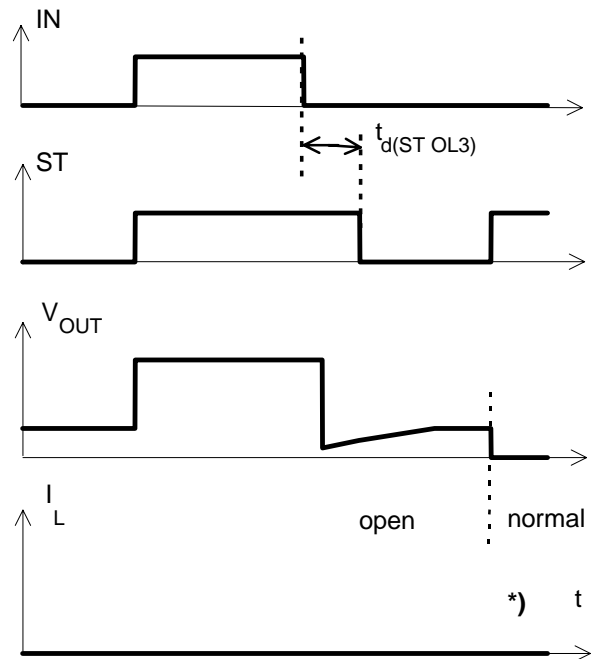 IN
t d(ST OL3)
ST
V OUT
I L
open
normal
*)
t